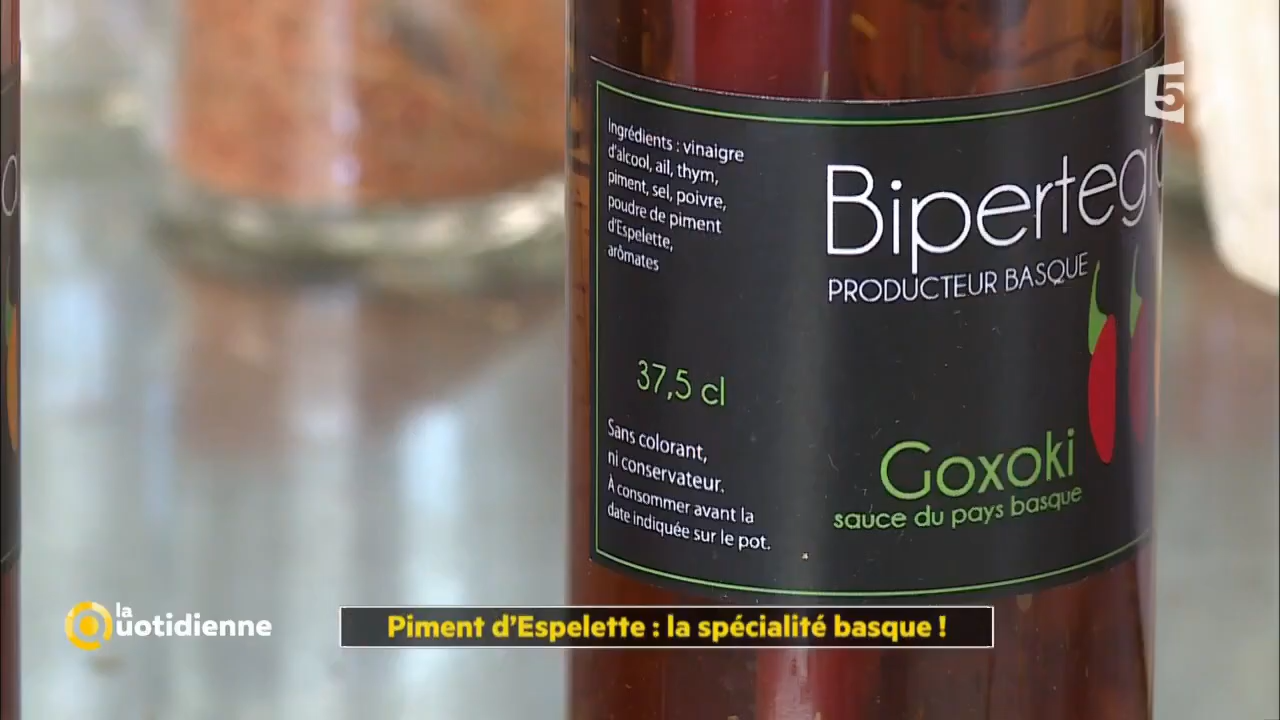 5
Ingrédients : vinaigre
d'alcool, ail, thym,
piment, sel, poivre,
poudre de piment
d'Espelette,
arômates
37,5 cl
Sans colorant,
ni conservateur.
À consommer avant la
date indiquée sur le pot.
PRODUCTEUR BASQUE
Goxoki
sauce du pays basque
la
Quotidienne
Piment d'Espelette : la spécialité basque !